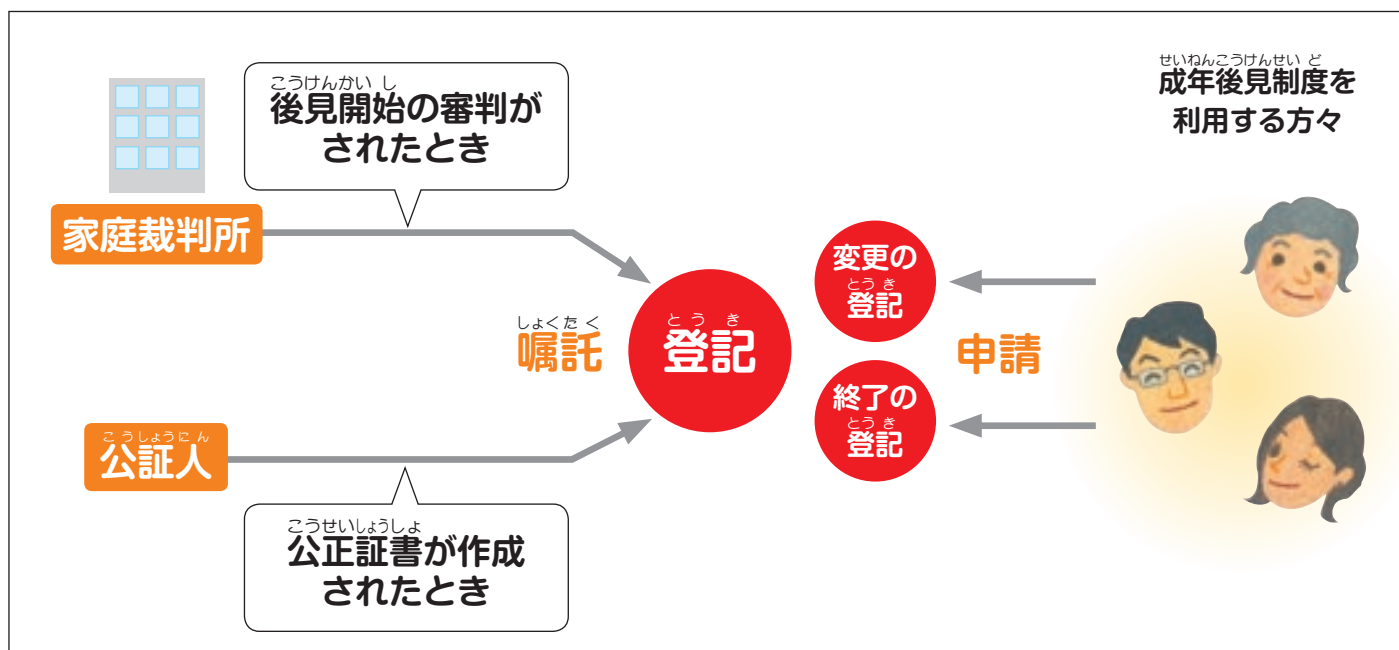 こうけんかいし
後見開始の審判が
されたとき
家庭裁判所
せいねんこうけんせいど
成年後見制度を
利用する方々
しょくたく
嘱託
とうき
登記
変更の
とうき
登記
終了の
とうき
登記
申請
こうしょうにん
公証人
こうせいしょうしょ
公正証書が作成
されたとき